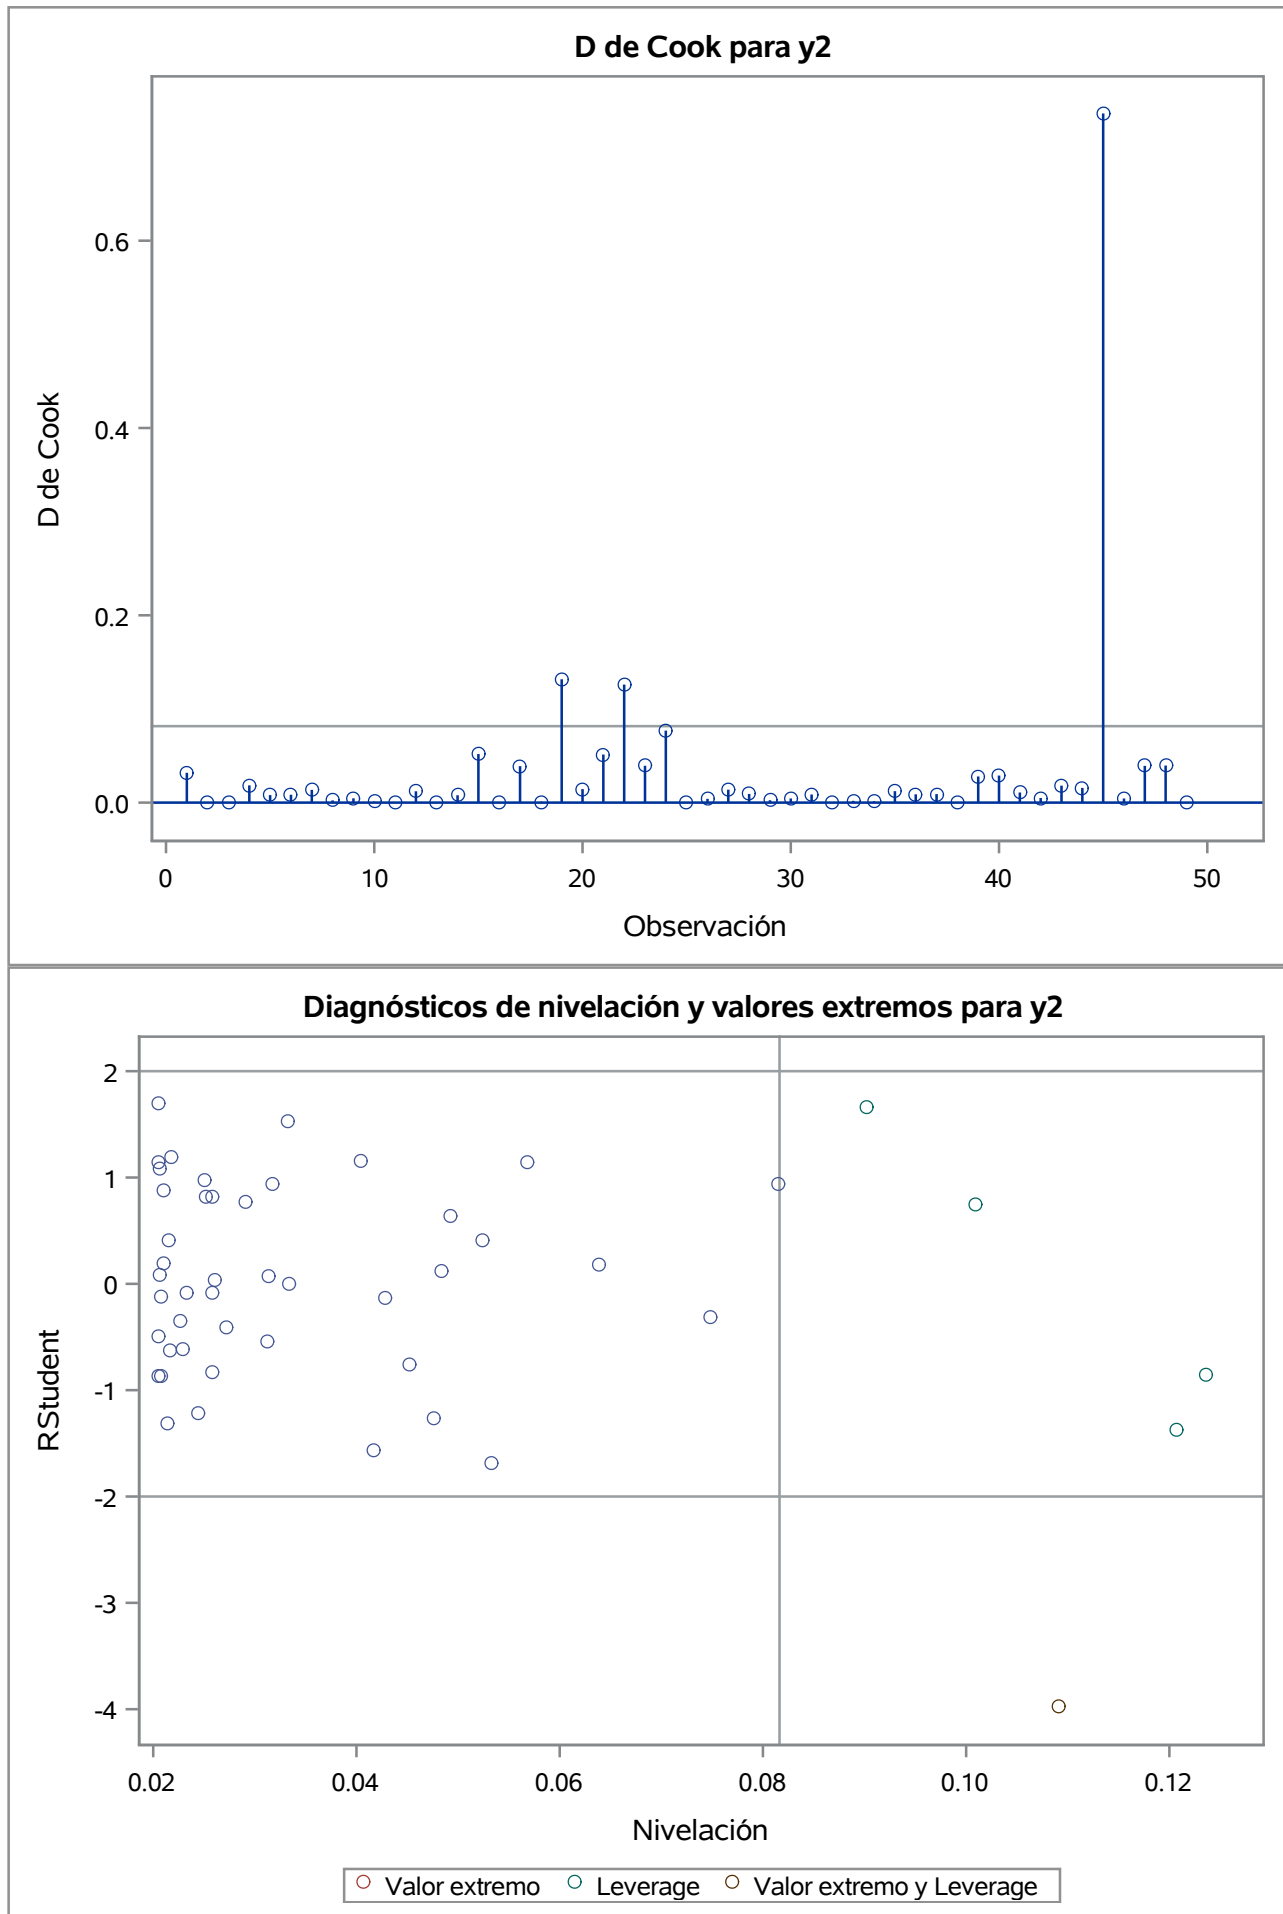 D de Cook para y2
D de Cook
0.6
0.4
0.2
0.0
0 10 20 30 40 50
Observación
Diagnósticos de nivelación y valores extremos para y2
RStudent
2
1
0
-1
-2
-3
-4
0.02 0.04 0.06 0.08 0.10 0.12
Nivelación
Valor extremo Leverage Valor extremo y Leverage